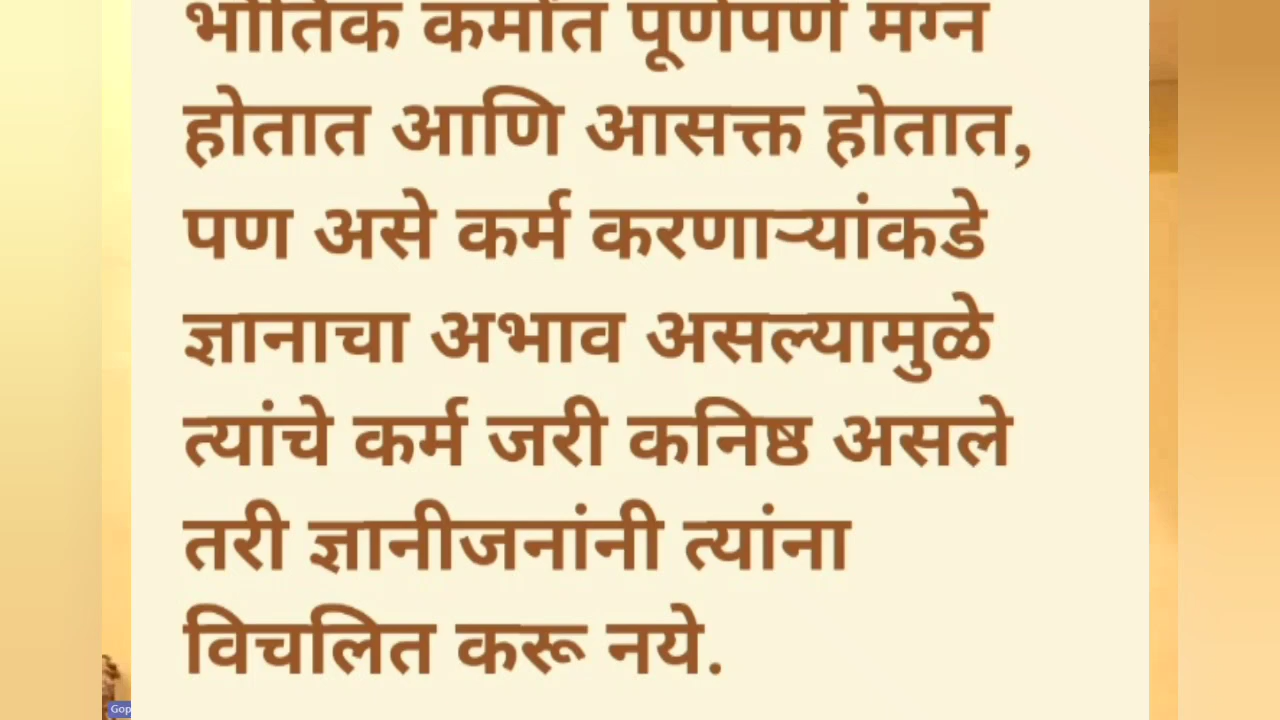 भौतिक कर्मांत पूर्णपणे मग्न
होतात आणि आसक्त होतात,
पण असे कर्म करणाऱ्यांकडे
ज्ञानाचा अभाव असल्यामुळे
त्यांचे कर्म जरी कनिष्ठ असले
तरी ज्ञानीजनांनी त्यांना
विचलित करू नये.
Gop